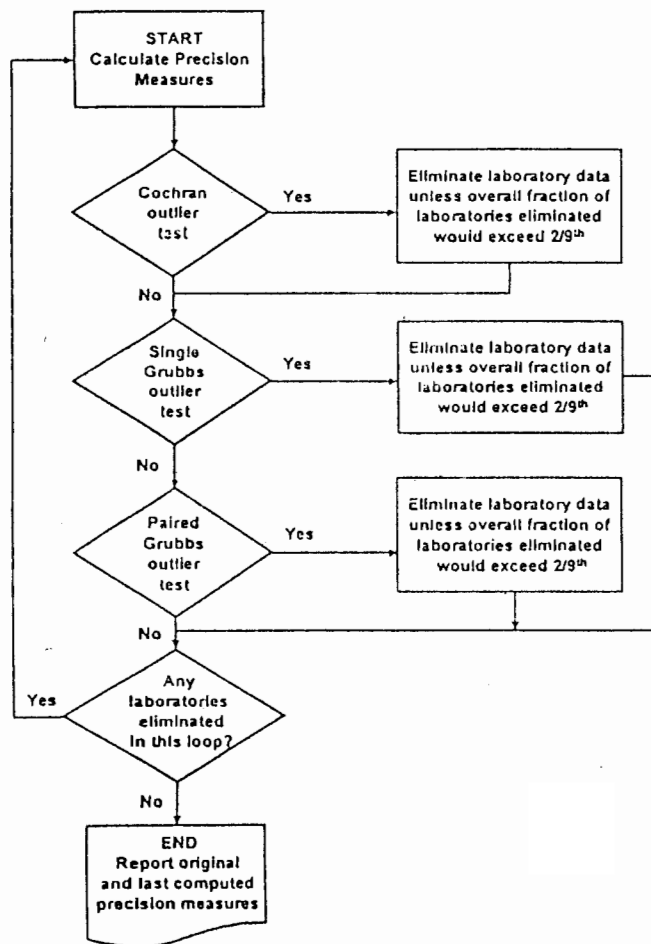 START
Calculate Precision
Measures
Cochran
outlier
test
Yes
Eliminate laboratory data
unless overall fraction of
laboratories eliminated
would exceed 2/9th
No
Single
Grubbs
outlier
test
Yes
Eliminate laboratory data
unless overall fraction of
laboratories eliminated
would exceed 2/9th
No
Paired
Grubbs
outlier
test
Yes
Eliminate laboratory data
unless overall fraction of
laboratories eliminated
would exceed 2/9th
No
Any
laboratories
eliminated
in this loop?
Yes
No
END
Report original
and last computed
precision measures